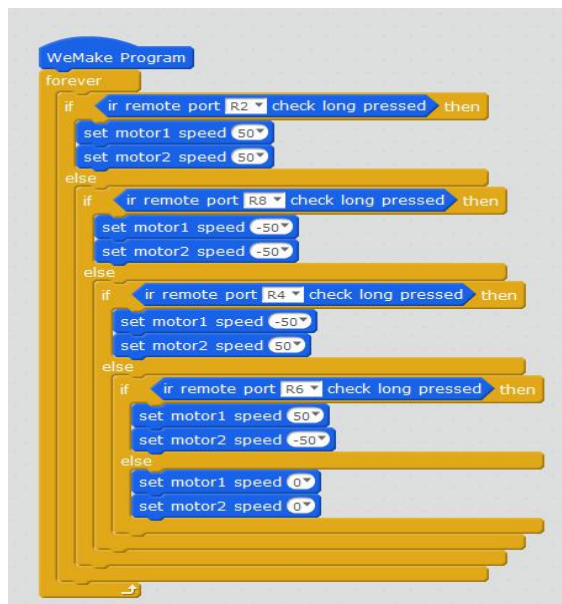 WeMake Program
forever
if ir remote port R2 check long pressed then
set motor1 speed 50
set motor2 speed 50
else
if ir remote port R8 check long pressed then
set motor1 speed -50
set motor2 speed -50
else
if ir remote port R4 check long pressed then
set motor1 speed -50
set motor2 speed 50
else
if ir remote port R6 check long pressed then
set motor1 speed 50
set motor2 speed -50
else
set motor1 speed 0
set motor2 speed 0